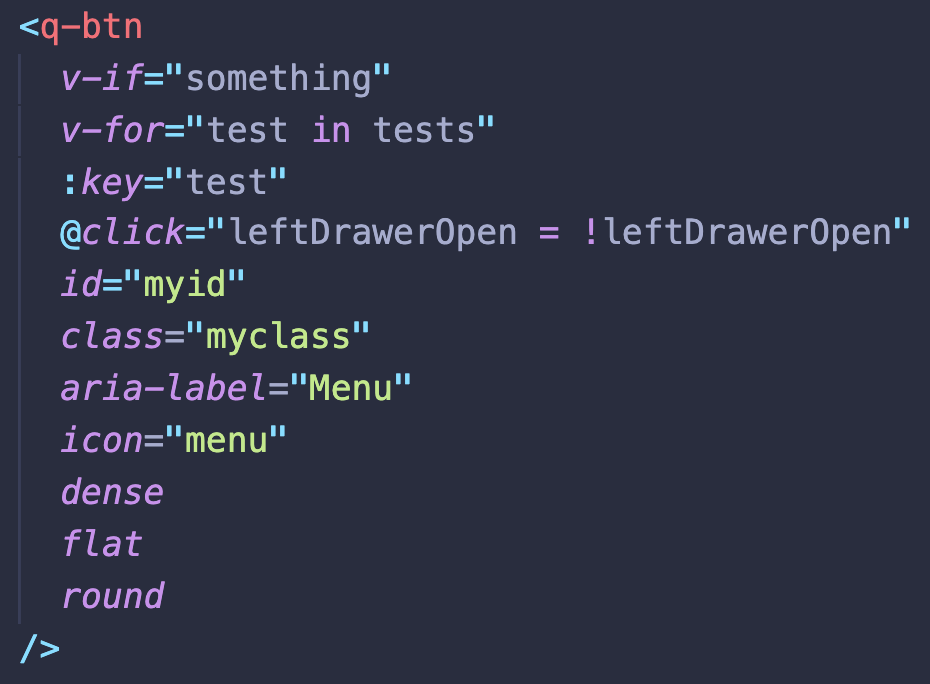 <q-btn
v-if="something"
v-for="test in tests"
:key="test"
@click="leftDrawerOpen = !leftDrawerOpen"
id="myid"
class="myclass"
aria-label="Menu"
icon="menu"
dense
flat
round
/>